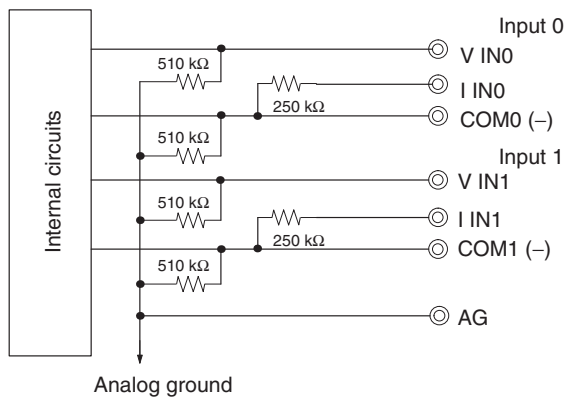 Input 0
V IN0
510 kΩ
I IN0
250 kΩ
COM0 (−)
510 kΩ
Input 1
V IN1
510 kΩ
I IN1
250 kΩ
COM1 (−)
510 kΩ
AG
Internal circuits
Analog ground